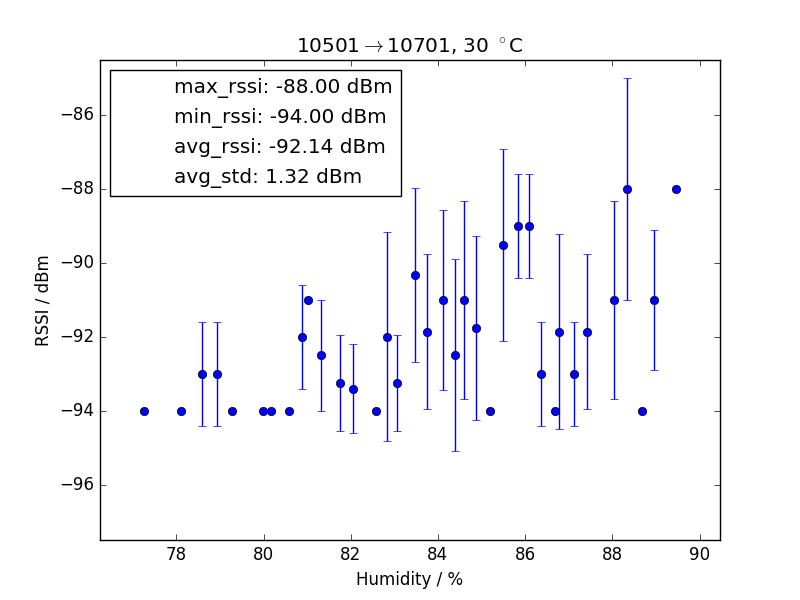 10501→10701, 30 °C
max_rssi: -88.00 dBm
min_rssi: -94.00 dBm
avg_rssi: -92.14 dBm
avg_std: 1.32 dBm
RSSI / dBm
−86
−88
−90
−92
−94
−96
78 80 82 84 86 88 90
Humidity / %